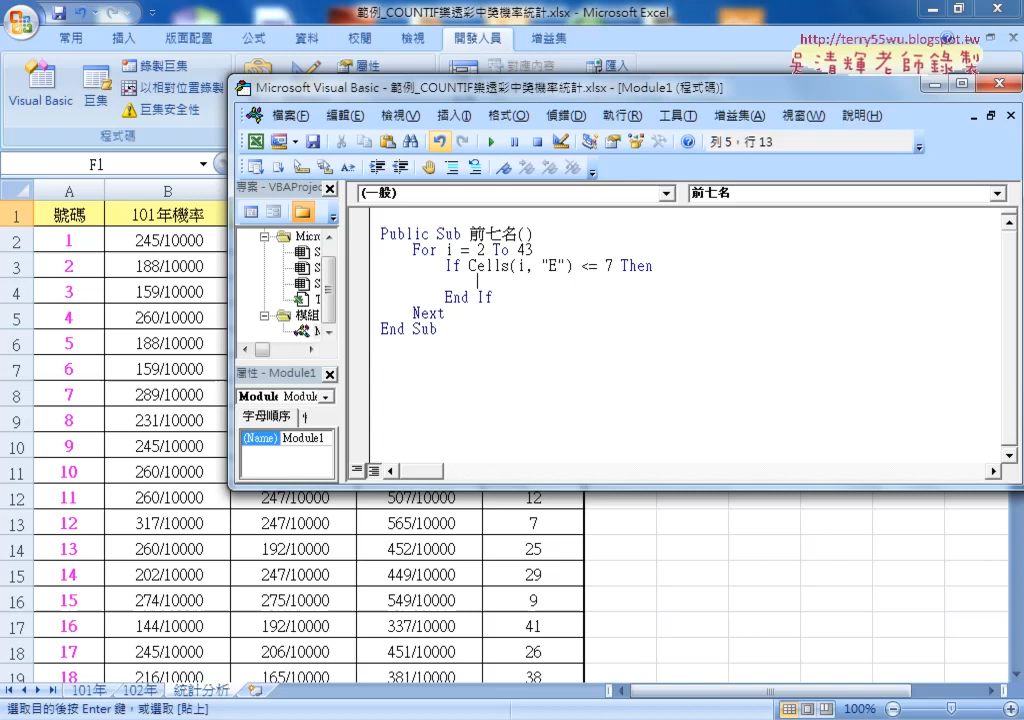 範例_COUNTIF樂透彩中獎機率統計.xlsx - Microsoft Excel
常用 插入 版面配置 公式 資料 校閱 檢視 開發人員 增益集
http://terry55wu.blogspot.tw
吳清輝老師錄製
Visual Basic
巨集
錄製巨集
以相對位置錄製
巨集安全性
程式碼
屬性
對應內容
匯入
F1
Microsoft Visual Basic - 範例_COUNTIF樂透彩中獎機率統計.xlsx - [Module1 (程式碼)]
檔案(F) 編輯(E) 檢視(V) 插入(I) 格式(O) 偵錯(D) 執行(R) 工具(T) 增益集(A) 視窗(W) 說明(H)
列 5，行 13
專案 - VBAProjec
(一般)
前七名
Micro
S
S
S
T
模組
M
屬性 - Module1
Module Module
字母順序
(Name) Module1
Public Sub 前七名()
For i = 2 To 43
If Cells(i, "E") <= 7 Then
End If
Next
End Sub
A B
1 號碼 101年機率
2 1 245/10000
3 2 188/10000
4 3 159/10000
5 4 260/10000
6 5 188/10000
7 6 159/10000
8 7 289/10000
9 8 231/10000
10 9 245/10000
11 10 260/10000
12 11 260/10000 247/10000 507/10000 12
13 12 317/10000 247/10000 565/10000 7
14 13 260/10000 192/10000 452/10000 25
15 14 202/10000 247/10000 449/10000 29
16 15 274/10000 275/10000 549/10000 9
17 16 144/10000 192/10000 337/10000 41
18 17 245/10000 206/10000 451/10000 26
19 18 216/10000 165/10000 381/10000 38
101年 102年 統計分析
選取目的後按 Enter 鍵，或選取 [貼上]
100%